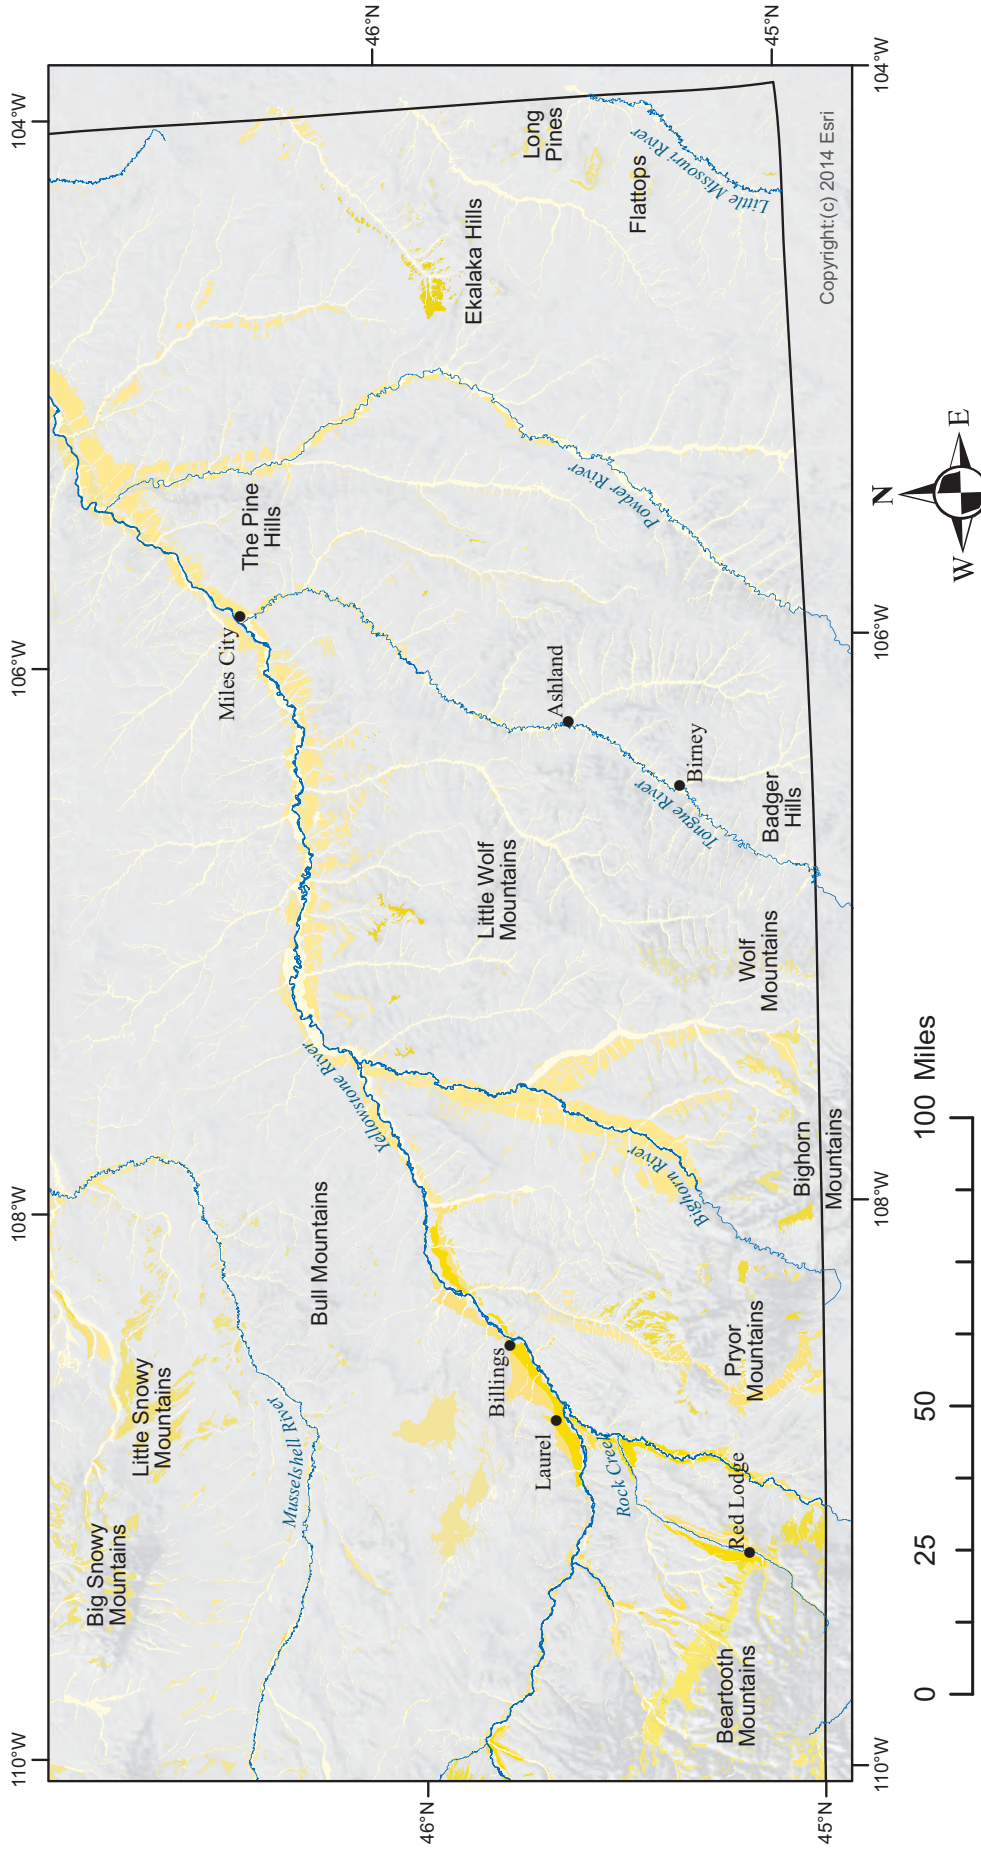 110°W
108°W
106°W
104°W
46°N
45°N
46°N
45°N
110°W
108°W
106°W
104°W
Big Snowy
Mountains
Little Snowy
Mountains
Musselshell River
Bull Mountains
Miles City
The Pine
Hills
Yellowstone River
Billings
Laurel
Rock Creek
Red Lodge
Beartooth
Mountains
Pryor
Mountains
Bighorn River
Bighorn
Mountains
Little Wolf
Mountains
Wolf
Mountains
Ashland
Birney
Tongue River
Badger
Hills
Powder River
Ekalaka Hills
Long
Pines
Flattops
Little Missouri River
Copyright:(c) 2014 Esri
0
25
50
100 Miles
N
W
E